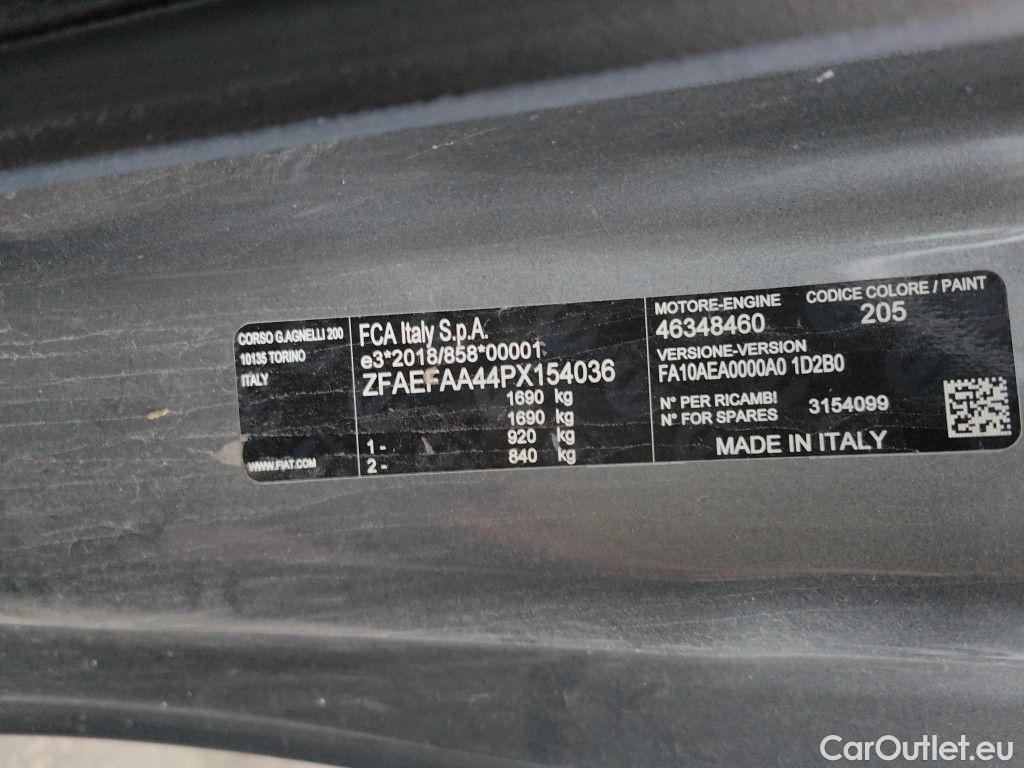 CORSO G.AGNELLI 200
10135 TORINO
ITALY
WWW.FIAT.COM
FCA Italy S.p.A.
e3*2018/858*00001
ZFAEFAA44PX154036
1690 kg
1690 kg
1 - 920 kg
2 - 840 kg
MOTORE-ENGINE
46348460
CODICE COLORE / PAINT
205
VERSIONE-VERSION
FA10AEA0000A0 1D2B0
N° PER RICAMBI
N° FOR SPARES
3154099
MADE IN ITALY
CarOutlet.eu